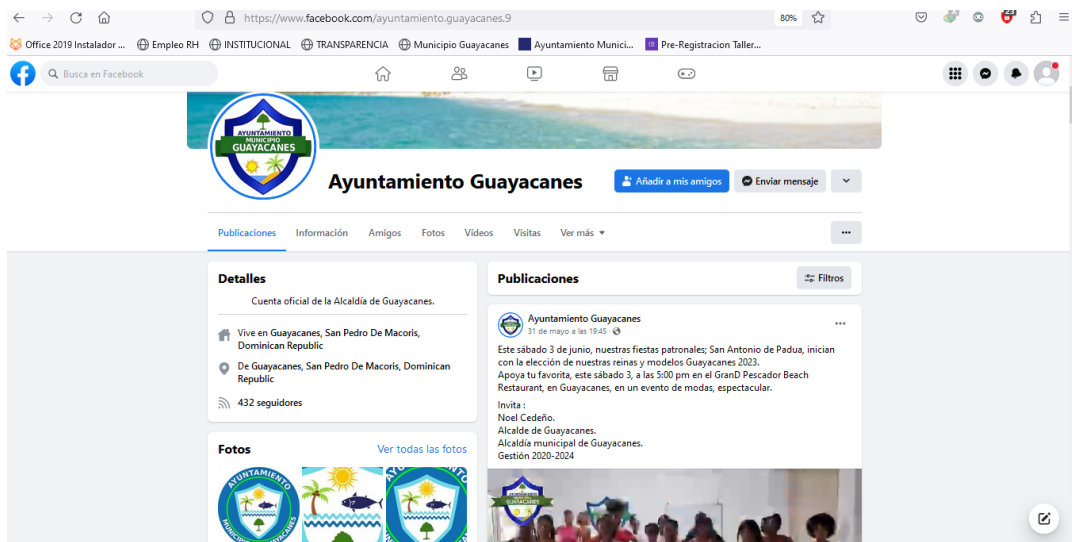 https://www.facebook.com/ayuntamiento.guayacanes.9
80%
23
Office 2019 Instalador ...
Empleo RH
INSTITUCIONAL
TRANSPARENCIA
Municipio Guayacanes
Ayuntamiento Munici...
Pre-Registracion Taller...
Busca en Facebook
AYUNTAMIENTO
MUNICIPIO
GUAYACANES
Ayuntamiento Guayacanes
Añadir a mis amigos
Enviar mensaje
Publicaciones
Información
Amigos
Fotos
Vídeos
Visitas
Ver más
Detalles
Cuenta oficial de la Alcaldía de Guayacanes.
Vive en Guayacanes, San Pedro De Macoris,
Dominican Republic
De Guayacanes, San Pedro De Macoris, Dominican
Republic
432 seguidores
Fotos
Ver todas las fotos
AYUNTAMIENTO
MUNICIPIO GUAYACANES
Publicaciones
Filtros
Ayuntamiento Guayacanes
31 de mayo a las 19:45
Este sábado 3 de junio, nuestras fiestas patronales; San Antonio de Padua, inician
con la elección de nuestras reinas y modelos Guayacanes 2023.
Apoya tu favorita, este sábado 3, a las 5:00 pm en el GranD Pescador Beach
Restaurant, en Guayacanes, en un evento de modas, espectacular.
Invita :
Noel Cedeño.
Alcalde de Guayacanes.
Alcaldía municipal de Guayacanes.
Gestión 2020-2024
GUAYACANES